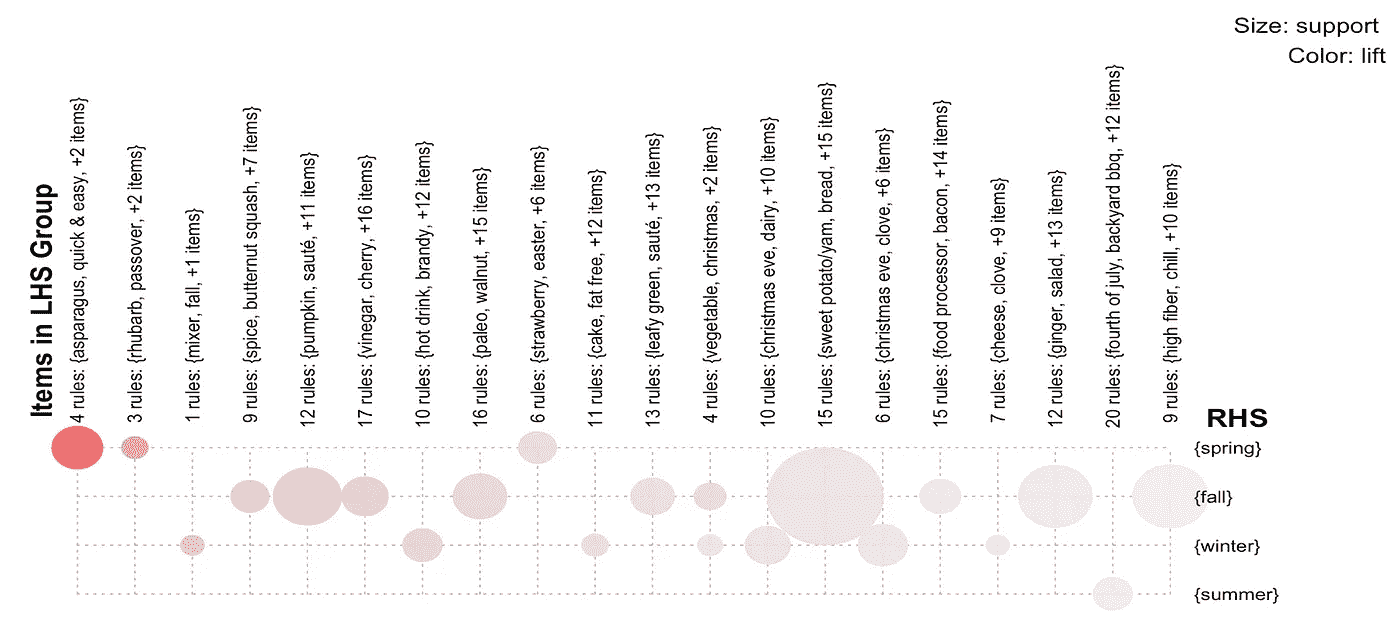 Size: support
Color: lift
Items in LHS Group
4 rules: {asparagus, quick & easy, +2 items}
3 rules: {rhubarb, passover, +2 items}
1 rules: {mixer, fall, +1 items}
9 rules: {spice, butternut squash, +7 items}
12 rules: {pumpkin, sauté, +11 items}
17 rules: {vinegar, cherry, +16 items}
10 rules: {hot drink, brandy, +12 items}
16 rules: {paleo, walnut, +15 items}
6 rules: {strawberry, easter, +6 items}
11 rules: {cake, fat free, +12 items}
13 rules: {leafy green, sauté, +13 items}
4 rules: {vegetable, christmas, +2 items}
10 rules: {christmas eve, dairy, +10 items}
15 rules: {sweet potato/yam, bread, +15 items}
6 rules: {christmas eve, clove, +6 items}
15 rules: {food processor, bacon, +14 items}
7 rules: {cheese, clove, +9 items}
12 rules: {ginger, salad, +13 items}
20 rules: {fourth of july, backyard bbq, +12 items}
9 rules: {high fiber, chill, +10 items}
RHS
{spring}
{fall}
{winter}
{summer}